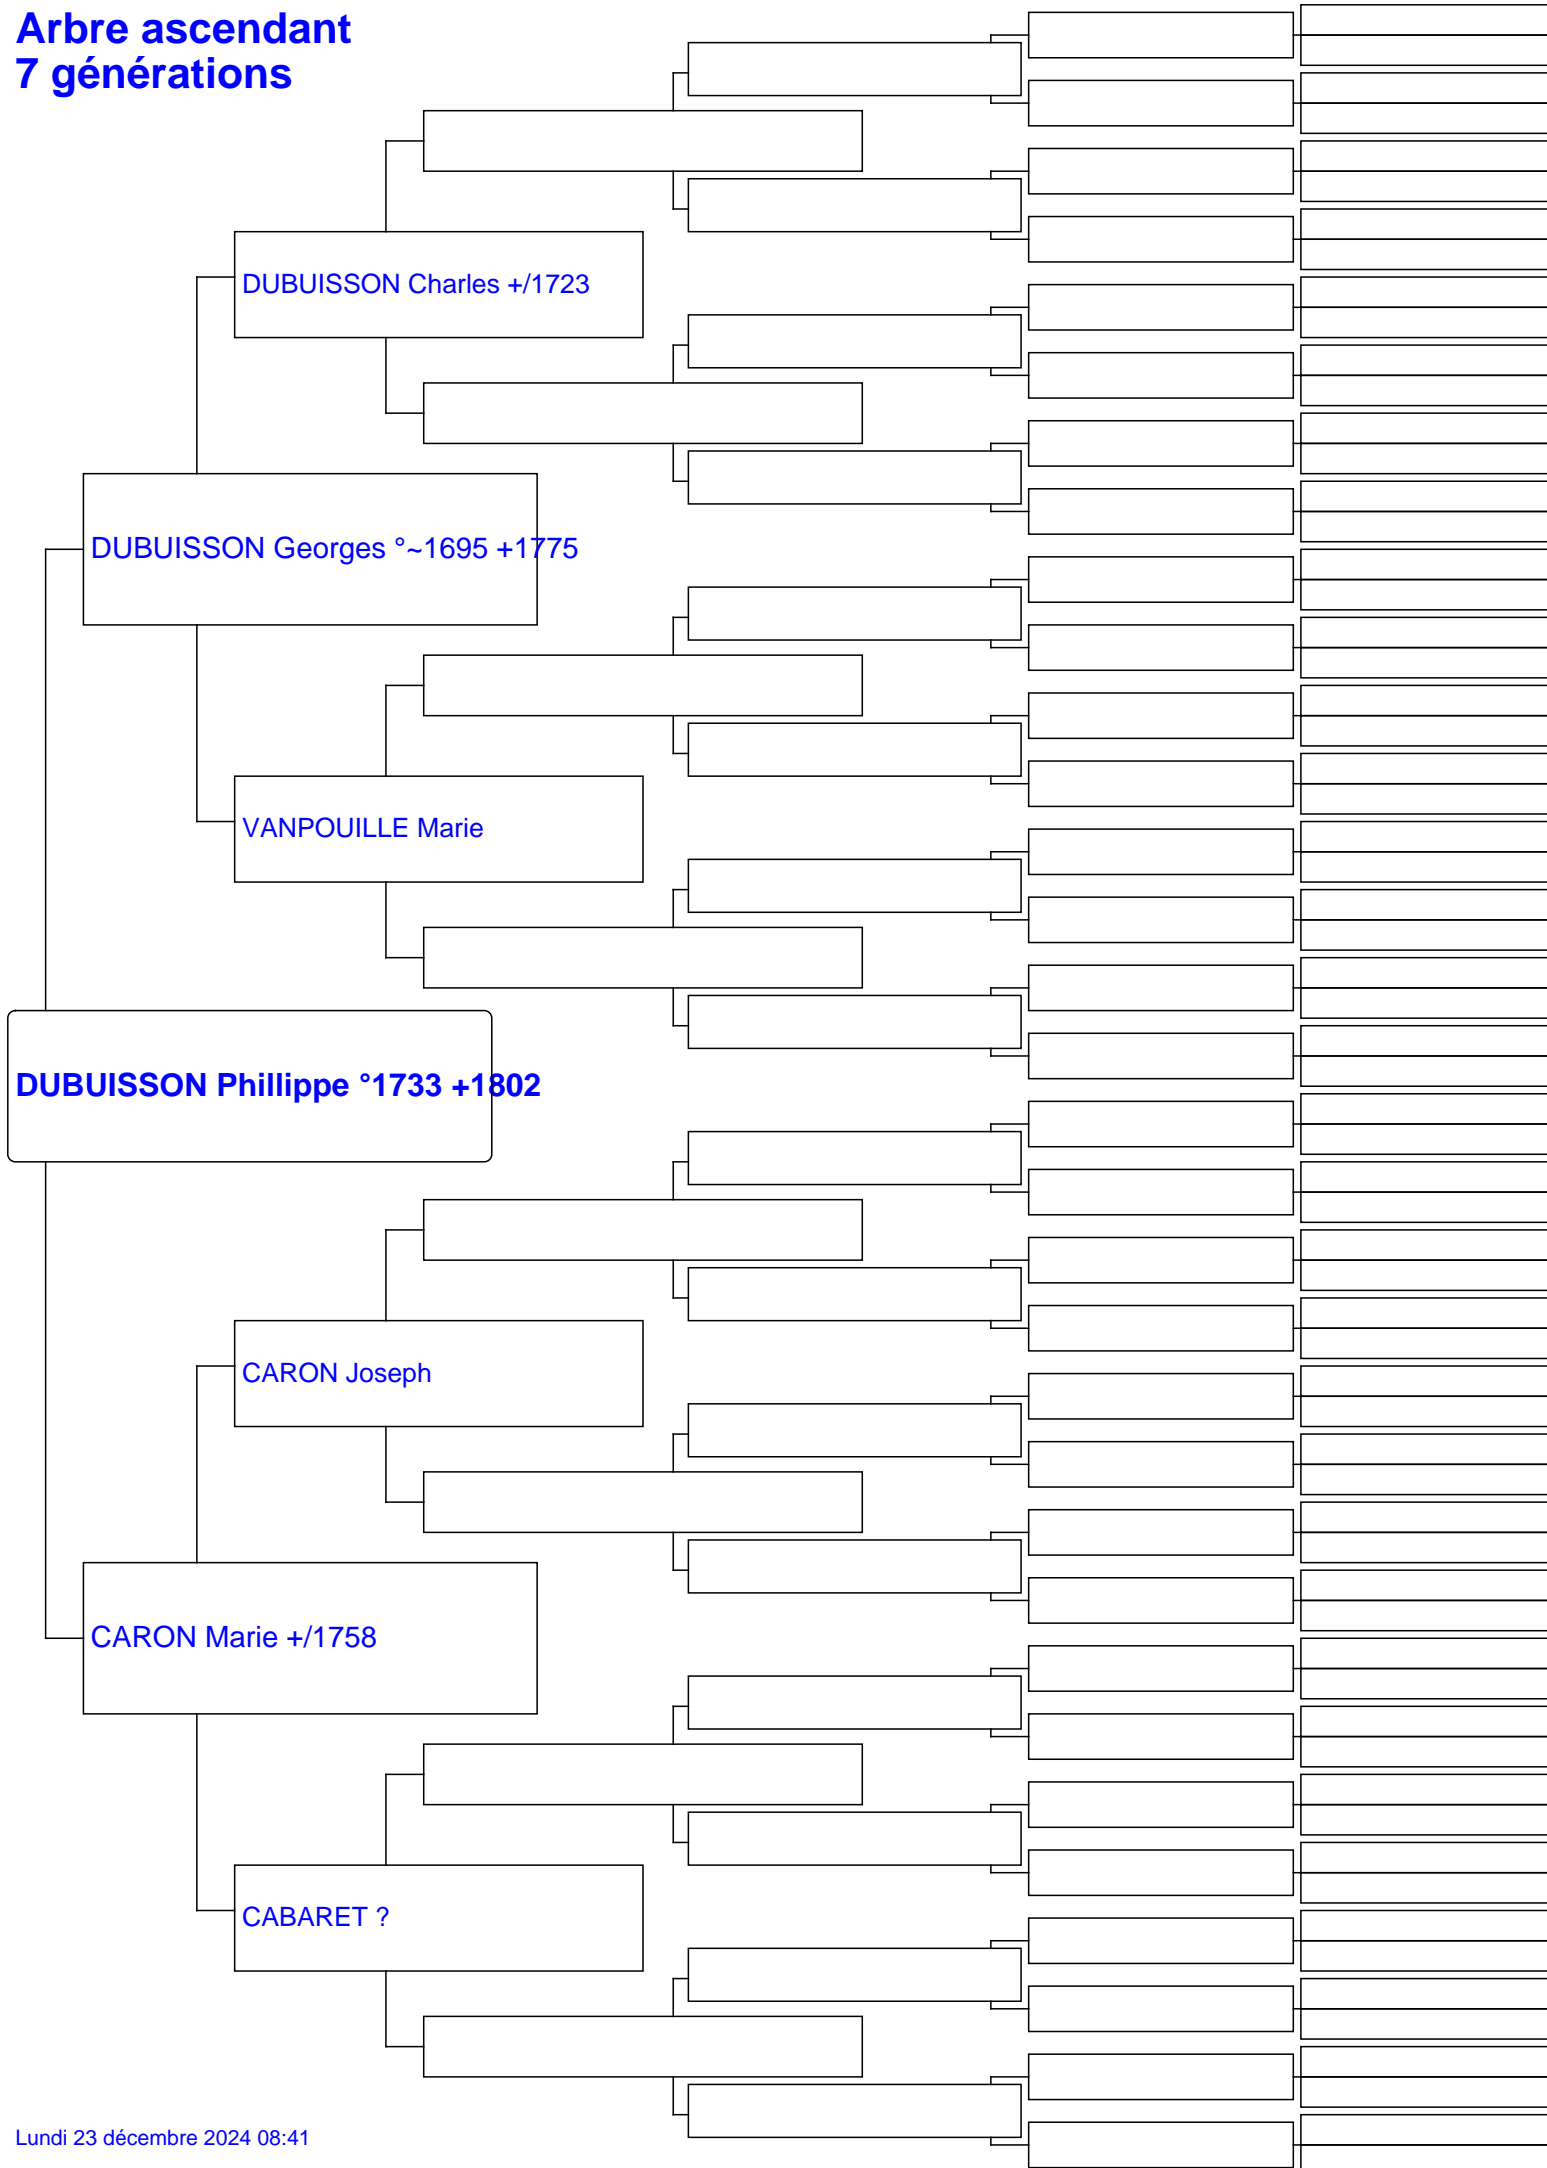 Arbre ascendant
7 générations
DUBUISSON Charles +/1723
DUBUISSON Georges °~1695 +1775
VANPOUILLE Marie
DUBUISSON Phillippe °1733 +1802
CARON Joseph
CARON Marie +/1758
CABARET ?
Lundi 23 décembre 2024 08:41